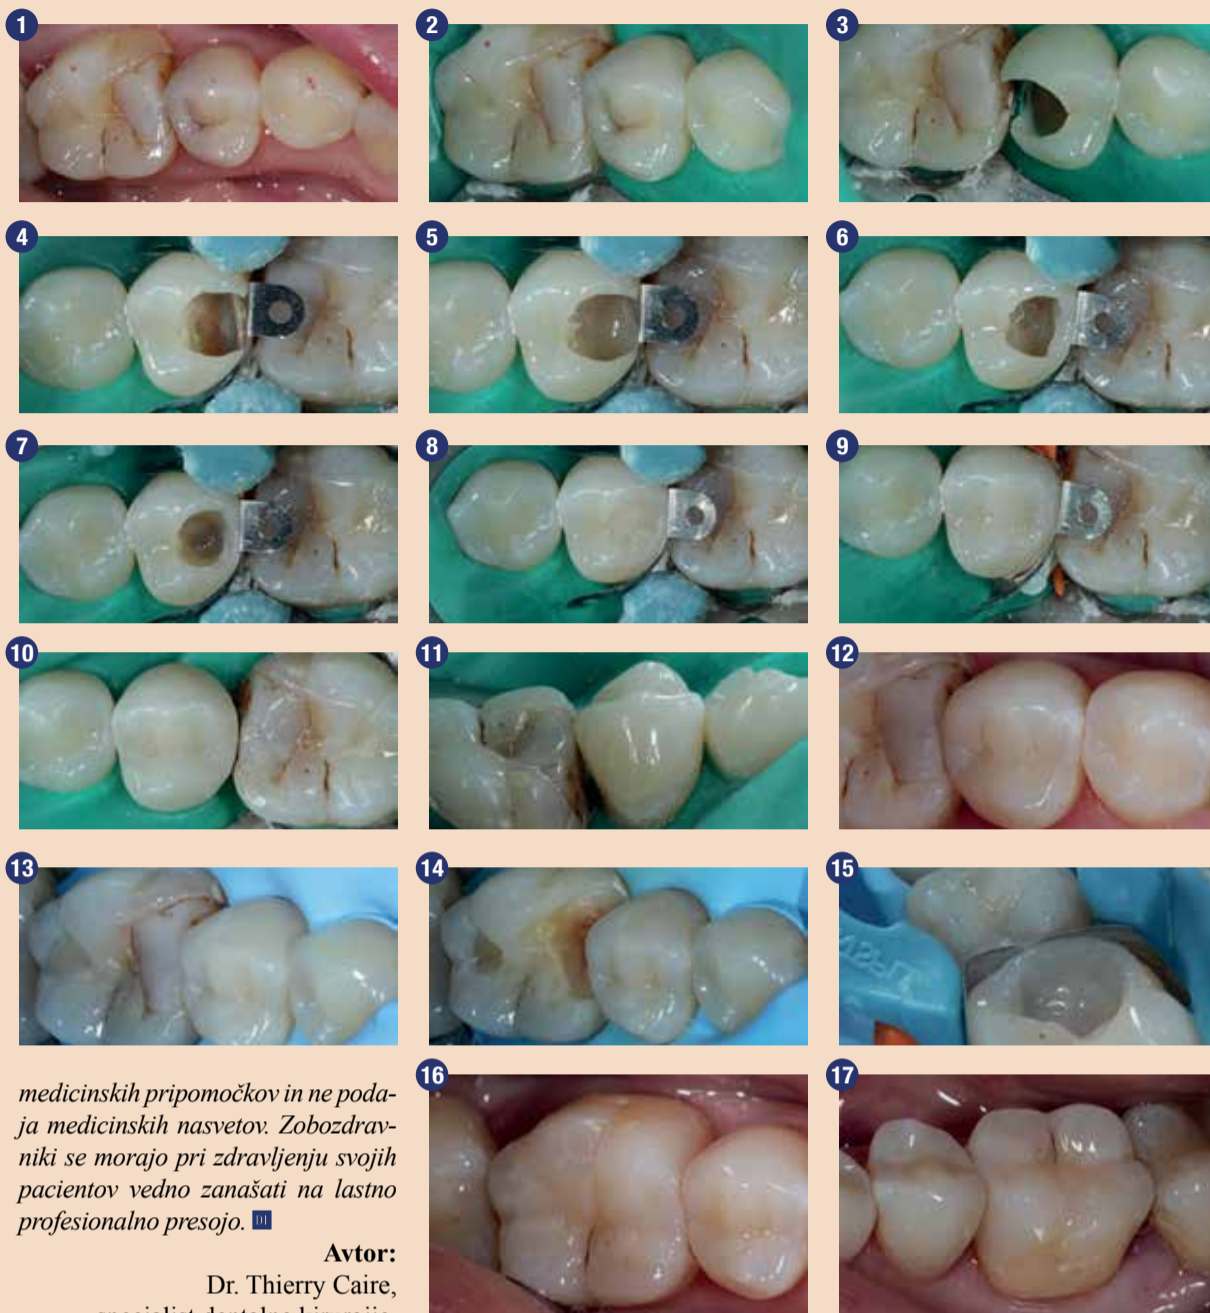 1
2
3
4
5
6
7
8
9
10
11
12
13
14
15
16
17
medicinskih pripomočkov in ne poda-
ja medicinskih nasvetov. Zobozdrav-
niki se morajo pri zdravljenju svojih
pacientov vedno zanašati na lastno
profesionalno presojo.
Avtor:
Dr. Thierry Caire,